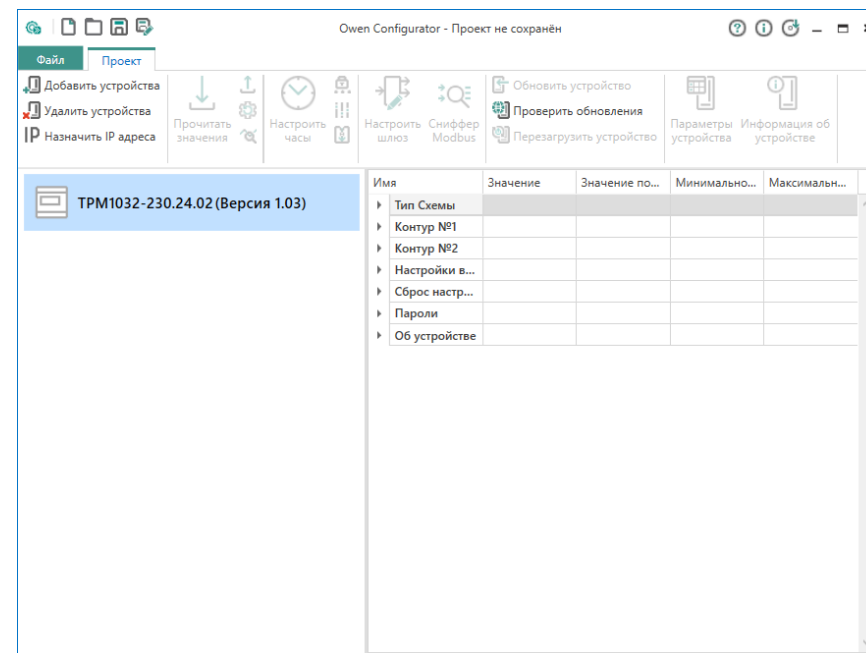 Owen Configurator - Проект не сохранён
Файл
Проект
Добавить устройства
Удалить устройства
IP Назначить IP адреса
Прочитать
значения
Настроить
часы
Настроить
шлюз
Сниффер
Modbus
Обновить устройство
Проверить обновления
Перезагрузить устройство
Параметры
устройства
Информация об
устройстве
ТРМ1032-230.24.02 (Версия 1.03)
Имя Значение Значение по... Минимально... Максимальн...
Тип Схемы
Контур №1
Контур №2
Настройки в...
Сброс настр...
Пароли
Об устройстве